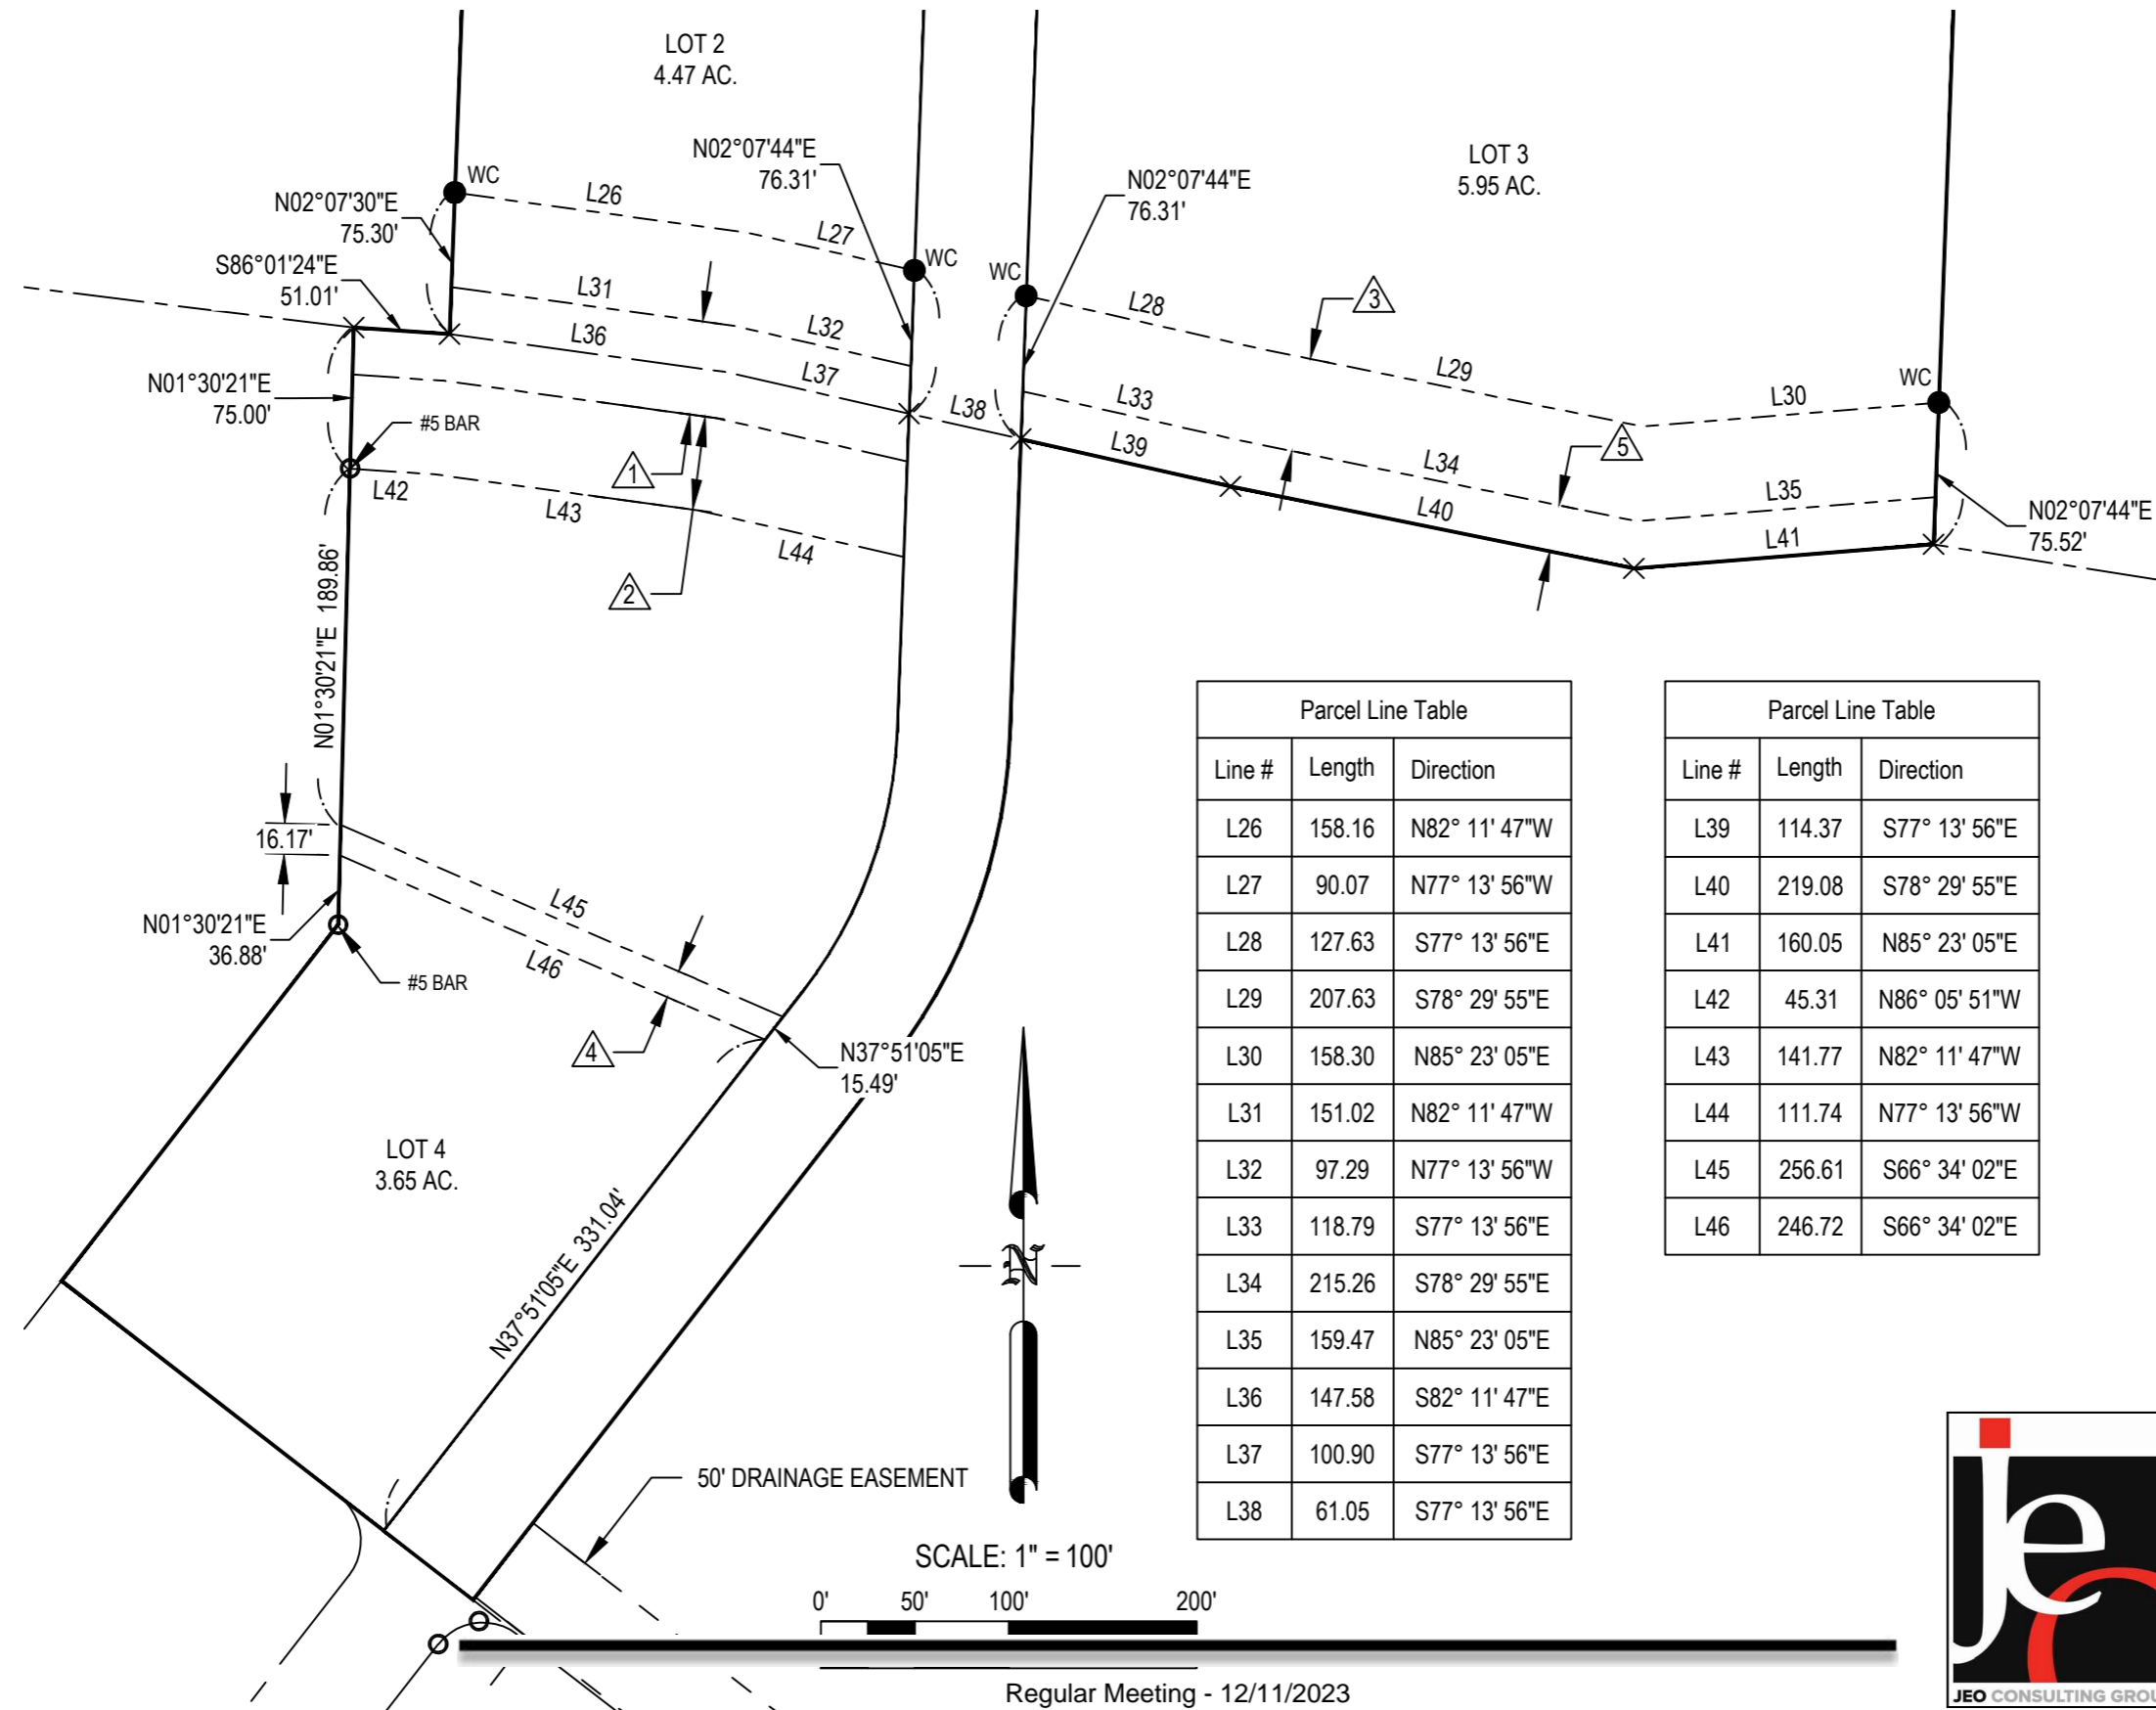 LOT 2
4.47 AC.
N02°07'44"E
76.31'
N02°07'44"E
76.31'
LOT 3
5.95 AC.
WC
L26
N02°07'30"E
75.30'
L27
WC
WC
S86°01'24"E
51.01'
L31
L32
L28
3
L36
L29
L37
N01°30'21"E
75.00'
#5 BAR
L38
L33
WC
L30
L39
1
5
L34
L42
L43
L35
L40
N02°07'44"E
75.52'
L44
L41
2
N01°30'21"E 189.86'
16.17'
L45
N01°30'21"E
36.88'
L46
#5 BAR
4
N37°51'05"E
15.49'
LOT 4
3.65 AC.
N37°51'05"E 331.04'
N
50' DRAINAGE EASEMENT
SCALE: 1" = 100'
0' 50' 100' 200'
Parcel Line Table
Line # Length Direction
L26 158.16 N82° 11' 47"W
L27 90.07 N77° 13' 56"W
L28 127.63 S77° 13' 56"E
L29 207.63 S78° 29' 55"E
L30 158.30 N85° 23' 05"E
L31 151.02 N82° 11' 47"W
L32 97.29 N77° 13' 56"W
L33 118.79 S77° 13' 56"E
L34 215.26 S78° 29' 55"E
L35 159.47 N85° 23' 05"E
L36 147.58 S82° 11' 47"E
L37 100.90 S77° 13' 56"E
L38 61.05 S77° 13' 56"E
Parcel Line Table
Line # Length Direction
L39 114.37 S77° 13' 56"E
L40 219.08 S78° 29' 55"E
L41 160.05 N85° 23' 05"E
L42 45.31 N86° 05' 51"W
L43 141.77 N82° 11' 47"W
L44 111.74 N77° 13' 56"W
L45 256.61 S66° 34' 02"E
L46 246.72 S66° 34' 02"E
jeo
JEO CONSULTING GROU
Regular Meeting - 12/11/2023